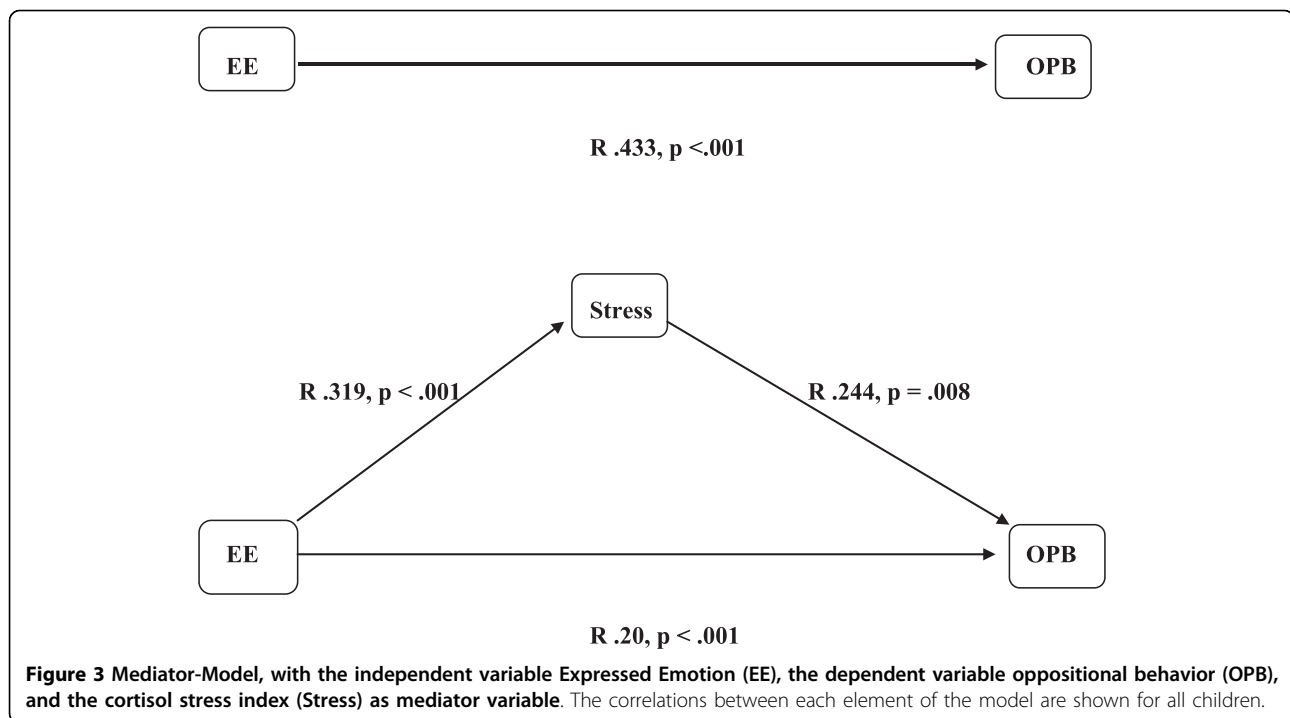 EE
OPB
R .433, p <.001
Stress
R .319, p < .001
R .244, p = .008
EE
OPB
R .20, p < .001
Figure 3 Mediator-Model, with the independent variable Expressed Emotion (EE), the dependent variable oppositional behavior (OPB),
and the cortisol stress index (Stress) as mediator variable. The correlations between each element of the model are shown for all children.